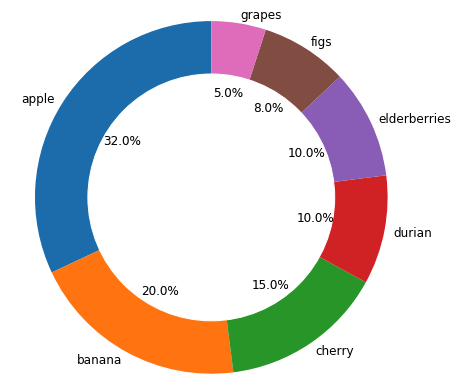 grapes
figs
apple
elderberries
durian
cherry
banana
5.0%
8.0%
32.0%
10.0%
10.0%
15.0%
20.0%